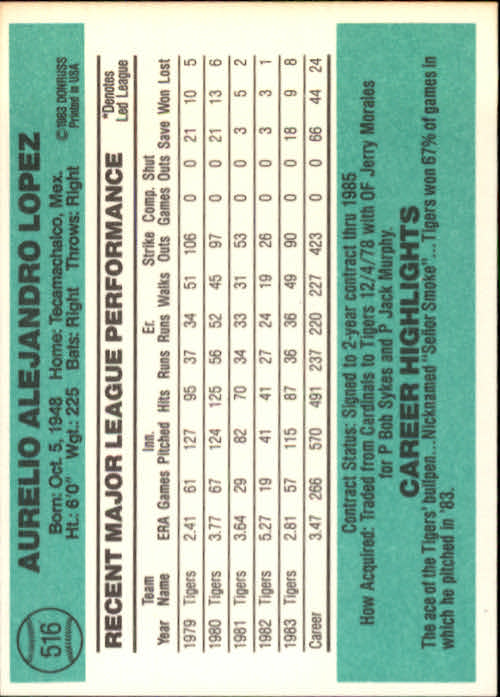 516
AURELIO ALEJANDRO LOPEZ
Born: Oct. 5, 1948 Home: Tecamachalco, Mex.
Ht.: 6'0" Wgt.: 225 Bats: Right Throws: Right
©1983 DONRUSS
Printed in USA
RECENT MAJOR LEAGUE PERFORMANCE
*Denotes
Led League
Team Inn. Er. Strike Comp. Shut
Year Name ERA Games Pitched Hits Runs Runs Walks Outs Games Outs Save Won Lost
1979 Tigers 2.41 61 127 95 37 34 51 106 0 0 21 10 5
1980 Tigers 3.77 67 124 125 56 52 45 97 0 0 21 13 6
1981 Tigers 3.64 29 82 70 34 33 31 53 0 0 3 5 2
1982 Tigers 5.27 19 41 41 27 24 19 26 0 0 3 3 1
1983 Tigers 2.81 57 115 87 36 36 49 90 0 0 18 9 8
Career 3.47 266 570 491 237 220 227 423 0 0 66 44 24
Contract Status: Signed to 2-year contract thru 1985
How Acquired: Traded from Cardinals to Tigers 12/4/78 with OF Jerry Morales
for P Bob Sykes and P Jack Murphy.
CAREER HIGHLIGHTS
The ace of the Tigers' bullpen...Nicknamed "Señor Smoke"...Tigers won 67% of games in
which he pitched in '83.